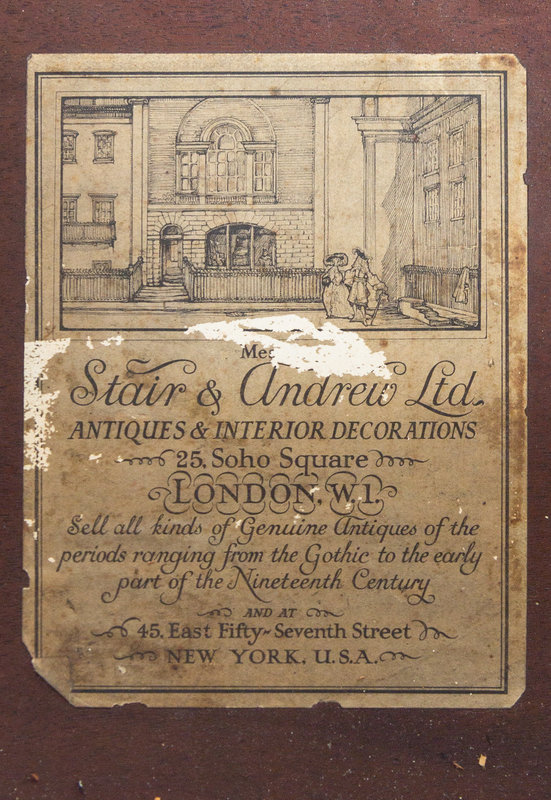 Stair & Andrew Ltd.
ANTIQUES & INTERIOR DECORATIONS
25, Soho Square
LONDON, W.1.
Sell all kinds of Genuine Antiques of the
periods ranging from the Gothic to the early
part of the Nineteenth Century
AND AT
45, East Fifty-Seventh Street
NEW YORK, U.S.A.